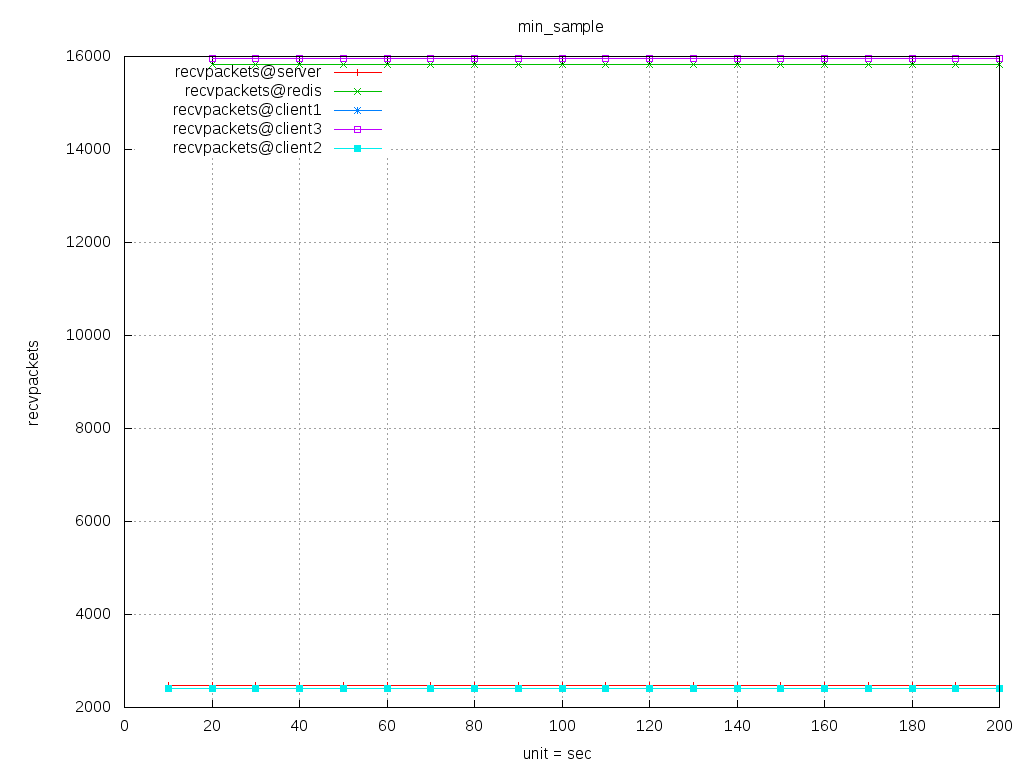 min_sample
16000
14000
12000
10000
8000
6000
4000
2000
recvpackets@server
recvpackets@redis
recvpackets@client1
recvpackets@client3
recvpackets@client2
recvpackets
0 20 40 60 80 100 120 140 160 180 200
unit = sec